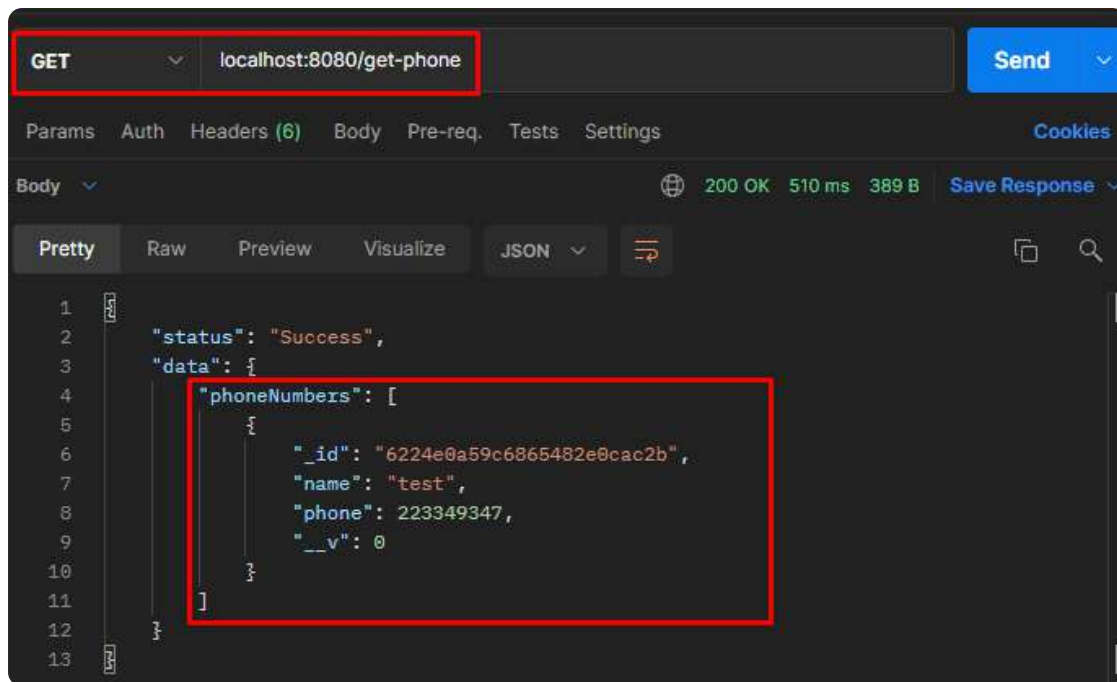 GET localhost:8080/get-phone Send
Params Auth Headers (6) Body Pre-req. Tests Settings Cookies
Body 200 OK 510 ms 389 B Save Response
Pretty Raw Preview Visualize JSON
1 {
2 "status": "Success",
3 "data": {
4 "phoneNumbers": [
5 {
6 "_id": "6224e0a59c6865482e0cac2b",
7 "name": "test",
8 "phone": 223349347,
9 "__v": 0
10 }
11 ]
12 }
13 }